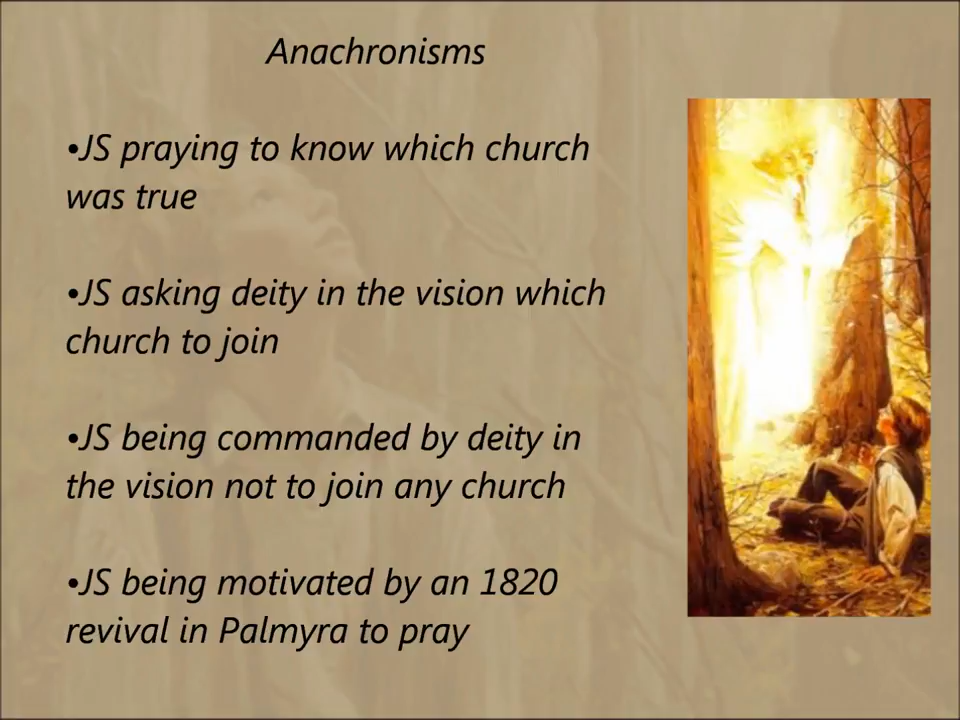 Anachronisms
•JS praying to know which church
was true
•JS asking deity in the vision which
church to join
•JS being commanded by deity in
the vision not to join any church
•JS being motivated by an 1820
revival in Palmyra to pray